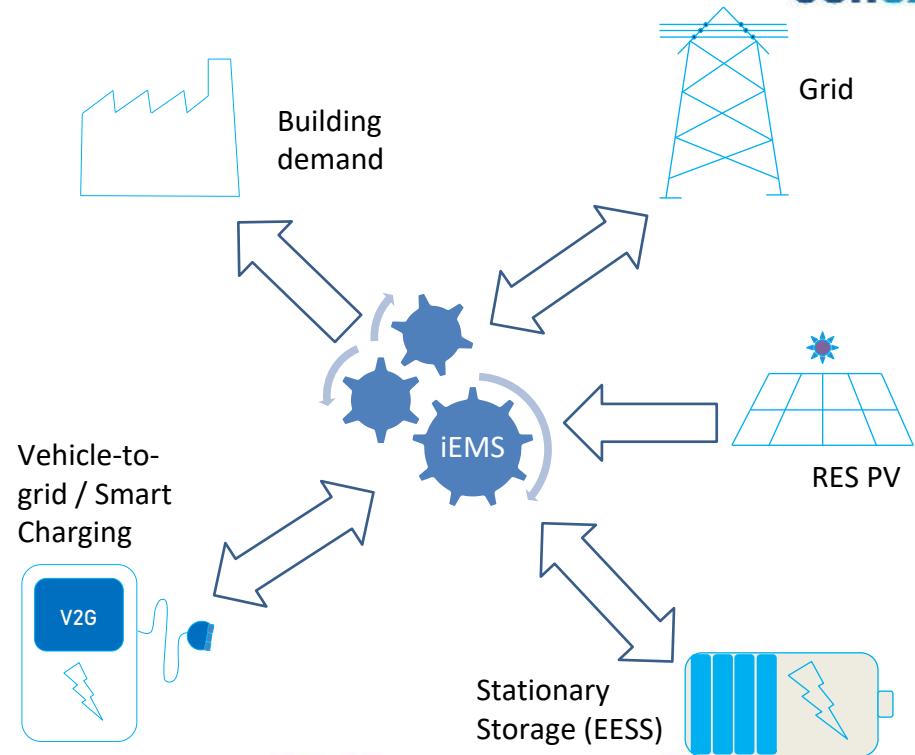 Building
demand
Grid
iEMS
RES PV
Vehicle-to-
grid / Smart
Charging
V2G
Stationary
Storage (EESS)